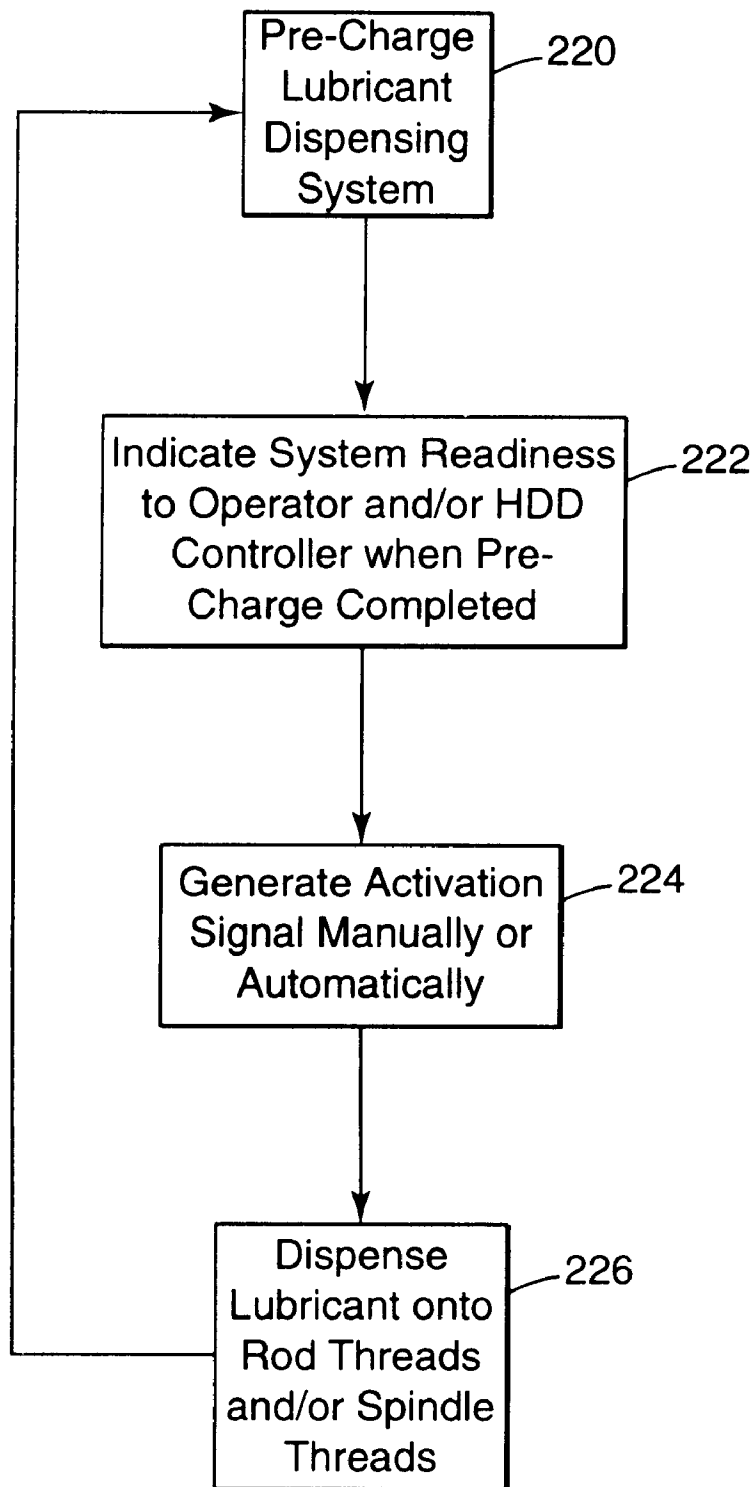 Pre-Charge
Lubricant
Dispensing
System
220
Indicate System Readiness
to Operator and/or HDD
Controller when Pre-
Charge Completed
222
Generate Activation
Signal Manually or
Automatically
224
Dispense
Lubricant onto
Rod Threads
and/or Spindle
Threads
226